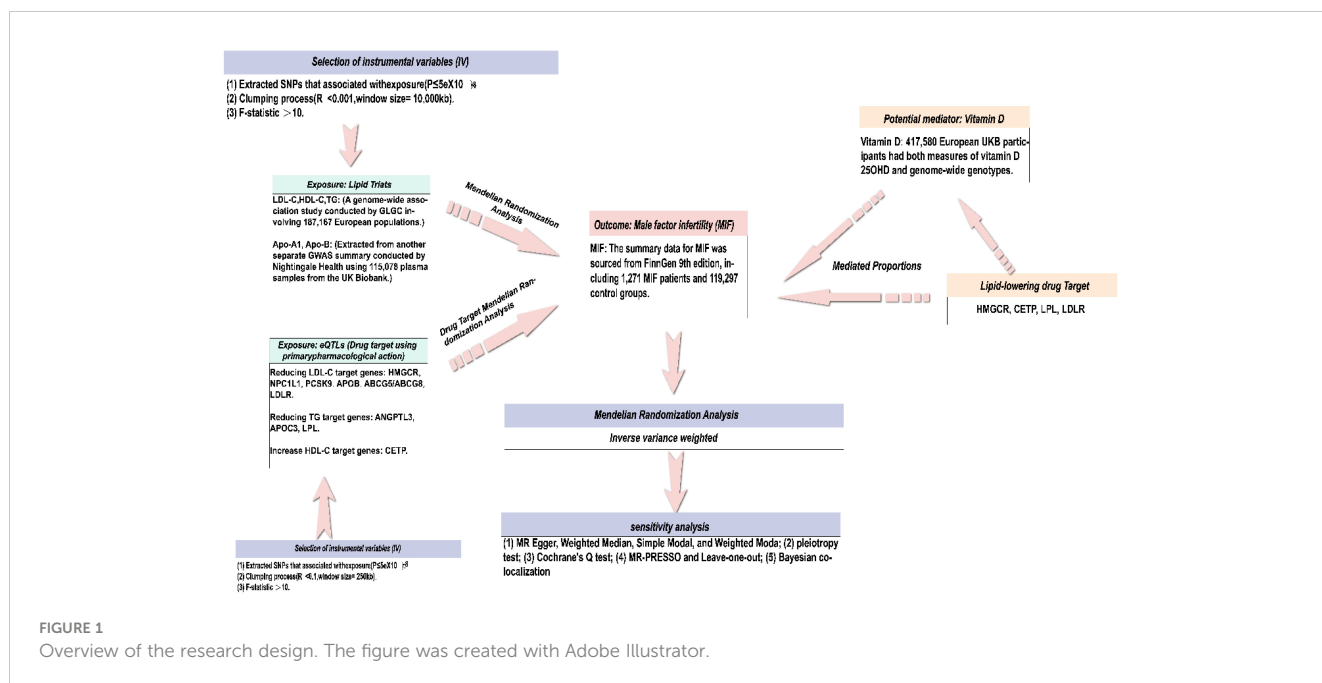 Selection of instrumental variables (IV)
(1) Extracted SNPs that associated withexposure(P≤5eX10
(2) Clumping process(R <0.001,window size= 10,000kb).
(3) F-statistic >10.
Exposure: Lipid Triats
LDL-C,HDL-C,TG: (A genome-wide asso-
ciation study conducted by GLGC in-
volving 187,167 European populations.)
Apo-A1, Apo-B: (Extracted from another
separate GWAS summary conducted by
Nightingale Health using 115,078 plasma
samples from the UK Biobank.)
Mendelian Randomization
Analysis
Drug Target Mendelian Ran-
domization Analysis
Exposure: eQTLs (Drug target using
primarypharmacological action)
Reducing LDL-C target genes: HMGCR,
NPC1L1, PCSK9. APOB. ABCG5/ABCG8,
LDLR.
Reducing TG target genes: ANGPTL3,
APOC3, LPL.
Increase HDL-C target genes: CETP.
Selection of instrumental variables (IV)
(1) Extracted SNPs that associated withexposure(P≤5eX10
(2) Clumping process(R <0.1,window size= 250kb).
(3) F-statistic >10.
Outcome: Male factor infertility (MIF)
MIF: The summary data for MIF was
sourced from FinnGen 9th edition, in-
cluding 1,271 MIF patients and 119,297
control groups.
Mendelian Randomization Analysis
Inverse variance weighted
sensitivity analysis
(1) MR Egger, Weighted Median, Simple Modal, and Weighted Moda; (2) pleiotropy
test; (3) Cochrane's Q test; (4) MR-PRESSO and Leave-one-out; (5) Bayesian co-
localization
Potential mediator: Vitamin D
Vitamin D: 417,580 European UKB partic-
ipants had both measures of vitamin D
25OHD and genome-wide genotypes.
Mediated Proportions
Lipid-lowering drug Target
HMGCR, CETP, LPL, LDLR
FIGURE 1
Overview of the research design. The figure was created with Adobe Illustrator.